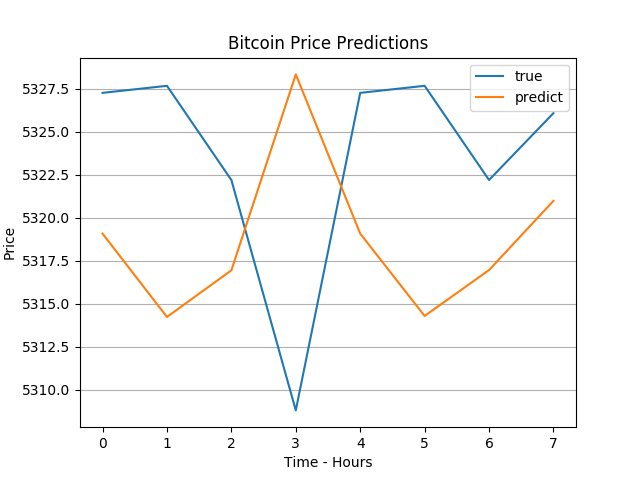 Bitcoin Price Predictions
true
predict
5327.5
5325.0
5322.5
5320.0
5317.5
5315.0
5312.5
5310.0
Price
0 1 2 3 4 5 6 7
Time - Hours